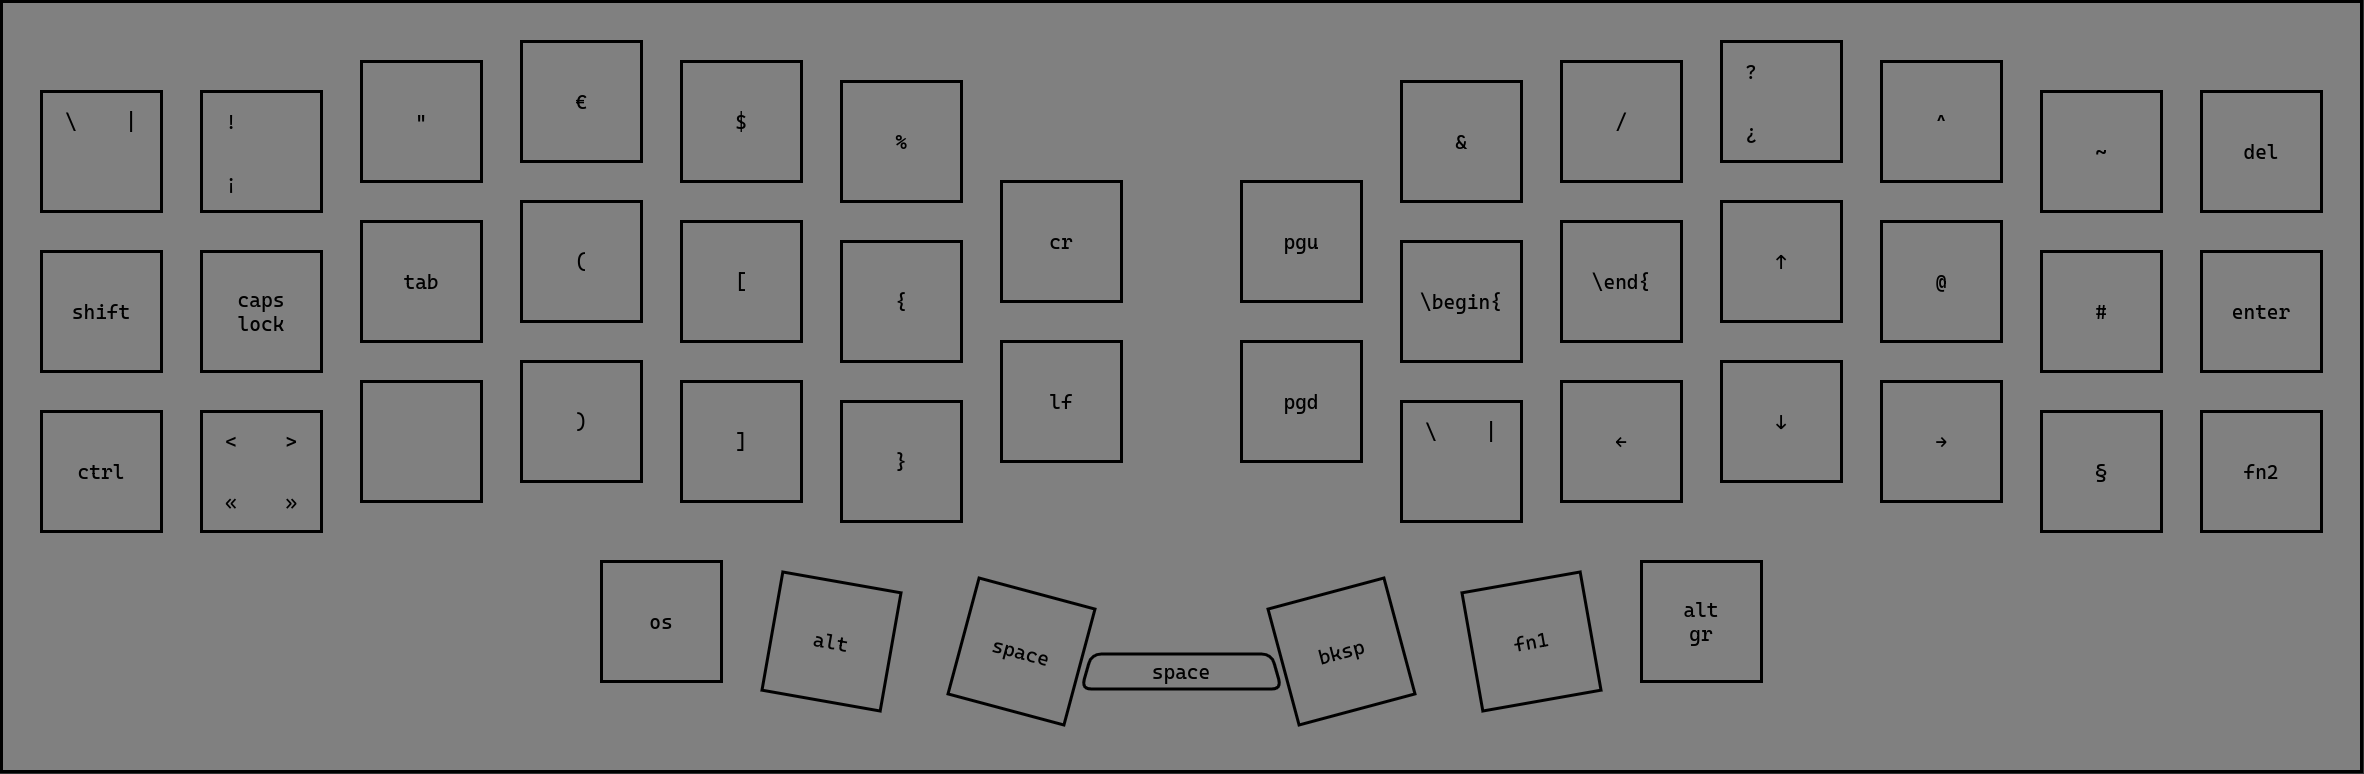 \ |
!
¡
"
€
$
%
&
/
?
¿
^
~
del
shift
caps
lock
tab
(
[
{
cr
pgu
\begin{
\end{
↑
@
#
enter
ctrl
< >
« »
)
]
}
lf
pgd
\ |
←
↓
→
§
fn2
os
alt
space
space
bksp
fn1
alt
gr